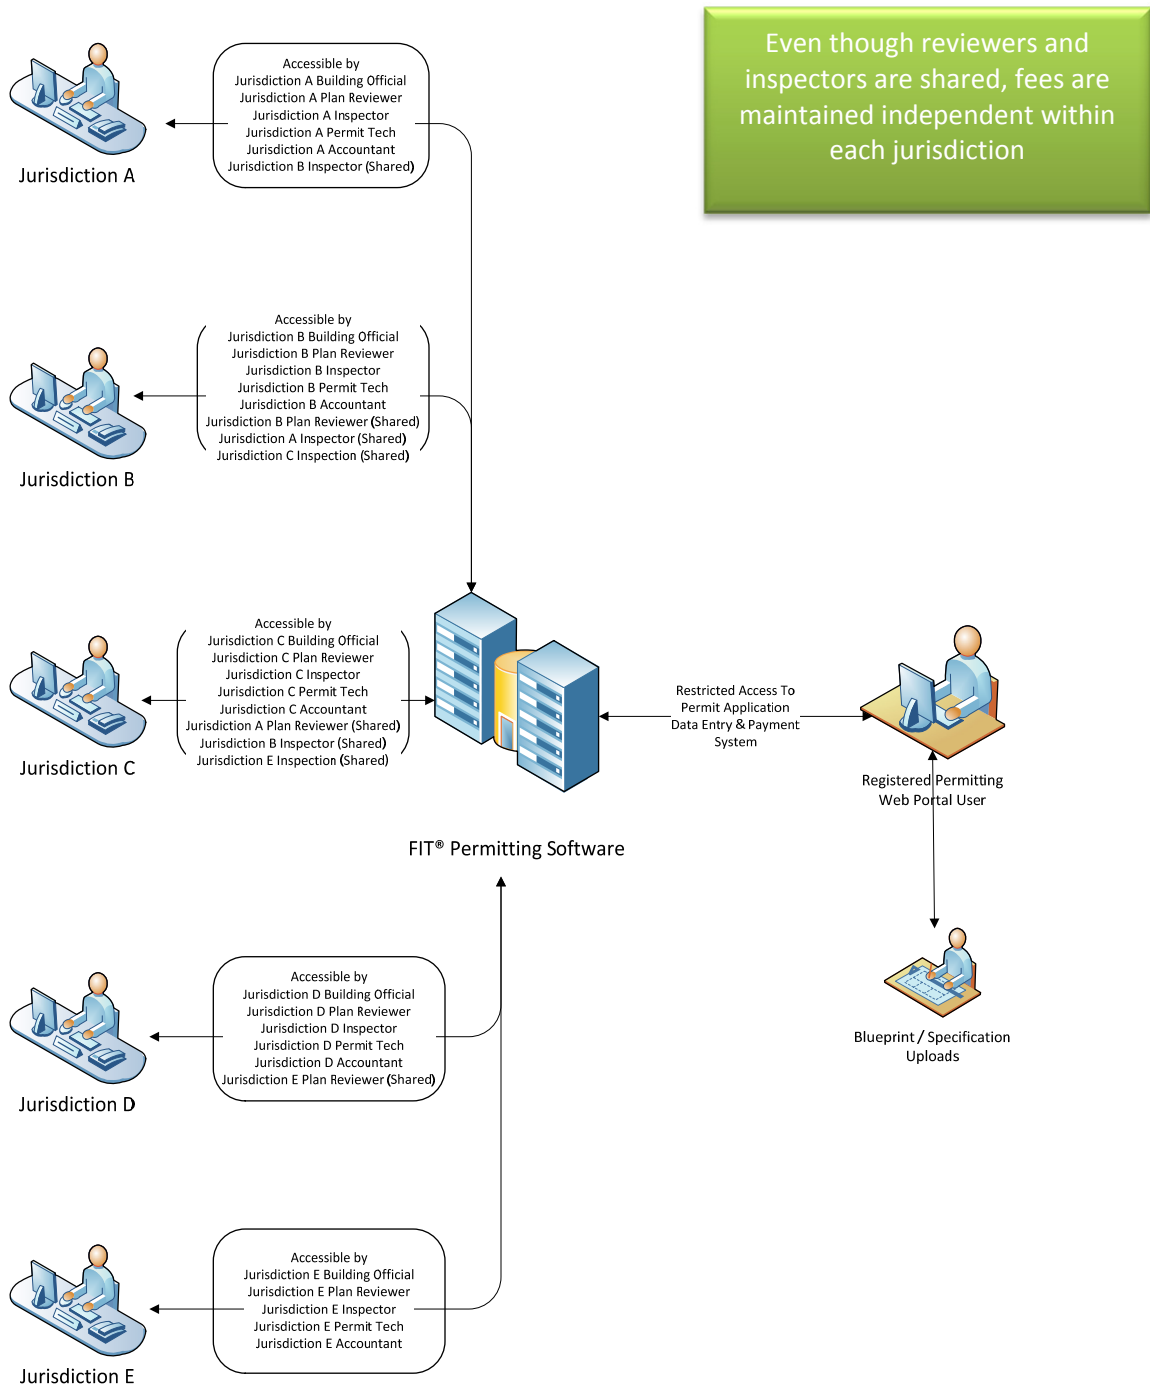 Even though reviewers and
inspectors are shared, fees are
maintained independent within
each jurisdiction
Accessible by
Jurisdiction A Building Official
Jurisdiction A Plan Reviewer
Jurisdiction A Inspector
Jurisdiction A Permit Tech
Jurisdiction A Accountant
Jurisdiction B Inspector (Shared)
Jurisdiction A
Accessible by
Jurisdiction B Building Official
Jurisdiction B Plan Reviewer
Jurisdiction B Inspector
Jurisdiction B Permit Tech
Jurisdiction B Accountant
Jurisdiction B Plan Reviewer (Shared)
Jurisdiction A Inspector (Shared)
Jurisdiction C Inspection (Shared)
Jurisdiction B
Accessible by
Jurisdiction C Building Official
Jurisdiction C Plan Reviewer
Jurisdiction C Inspector
Jurisdiction C Permit Tech
Jurisdiction C Accountant
Jurisdiction A Plan Reviewer (Shared)
Jurisdiction B Inspector (Shared)
Jurisdiction E Inspection (Shared)
Jurisdiction C
Restricted Access To
Permit Application
Data Entry & Payment
System
Registered Permitting
Web Portal User
FIT® Permitting Software
Accessible by
Jurisdiction D Building Official
Jurisdiction D Plan Reviewer
Jurisdiction D Inspector
Jurisdiction D Permit Tech
Jurisdiction D Accountant
Jurisdiction E Plan Reviewer (Shared)
Jurisdiction D
Blueprint / Specification
Uploads
Accessible by
Jurisdiction E Building Official
Jurisdiction E Plan Reviewer
Jurisdiction E Inspector
Jurisdiction E Permit Tech
Jurisdiction E Accountant
Jurisdiction E